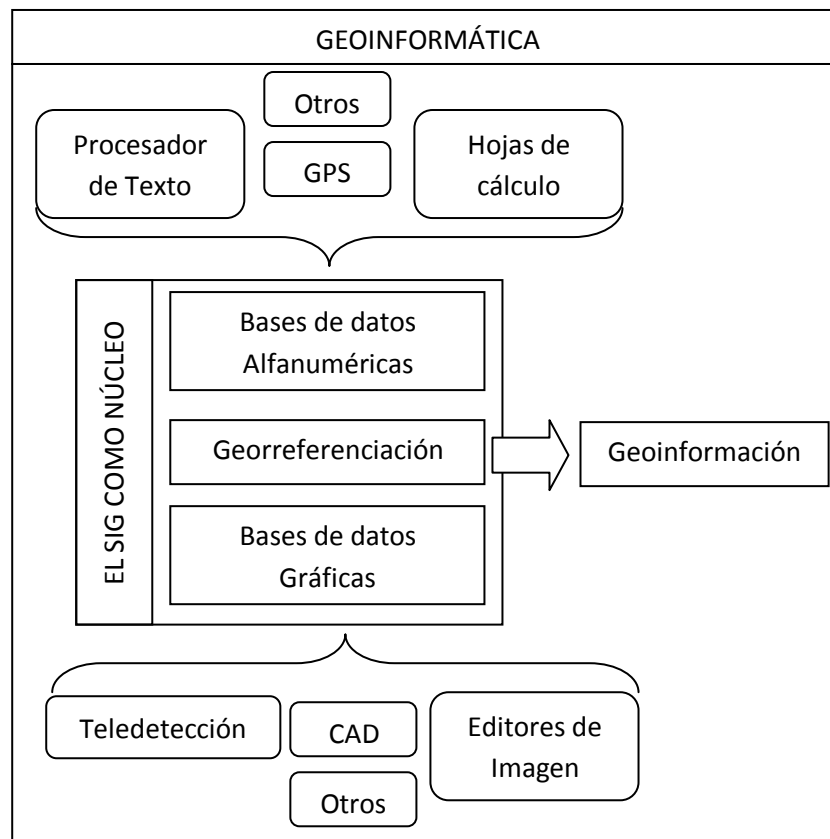 GEOINFORMÁTICA
Otros
Procesador
de Texto
GPS
Hojas de
cálculo
EL SIG COMO NÚCLEO
Bases de datos
Alfanuméricas
Georreferenciación
Geoinformación
Bases de datos
Gráficas
Teledetección
CAD
Editores de
Imagen
Otros